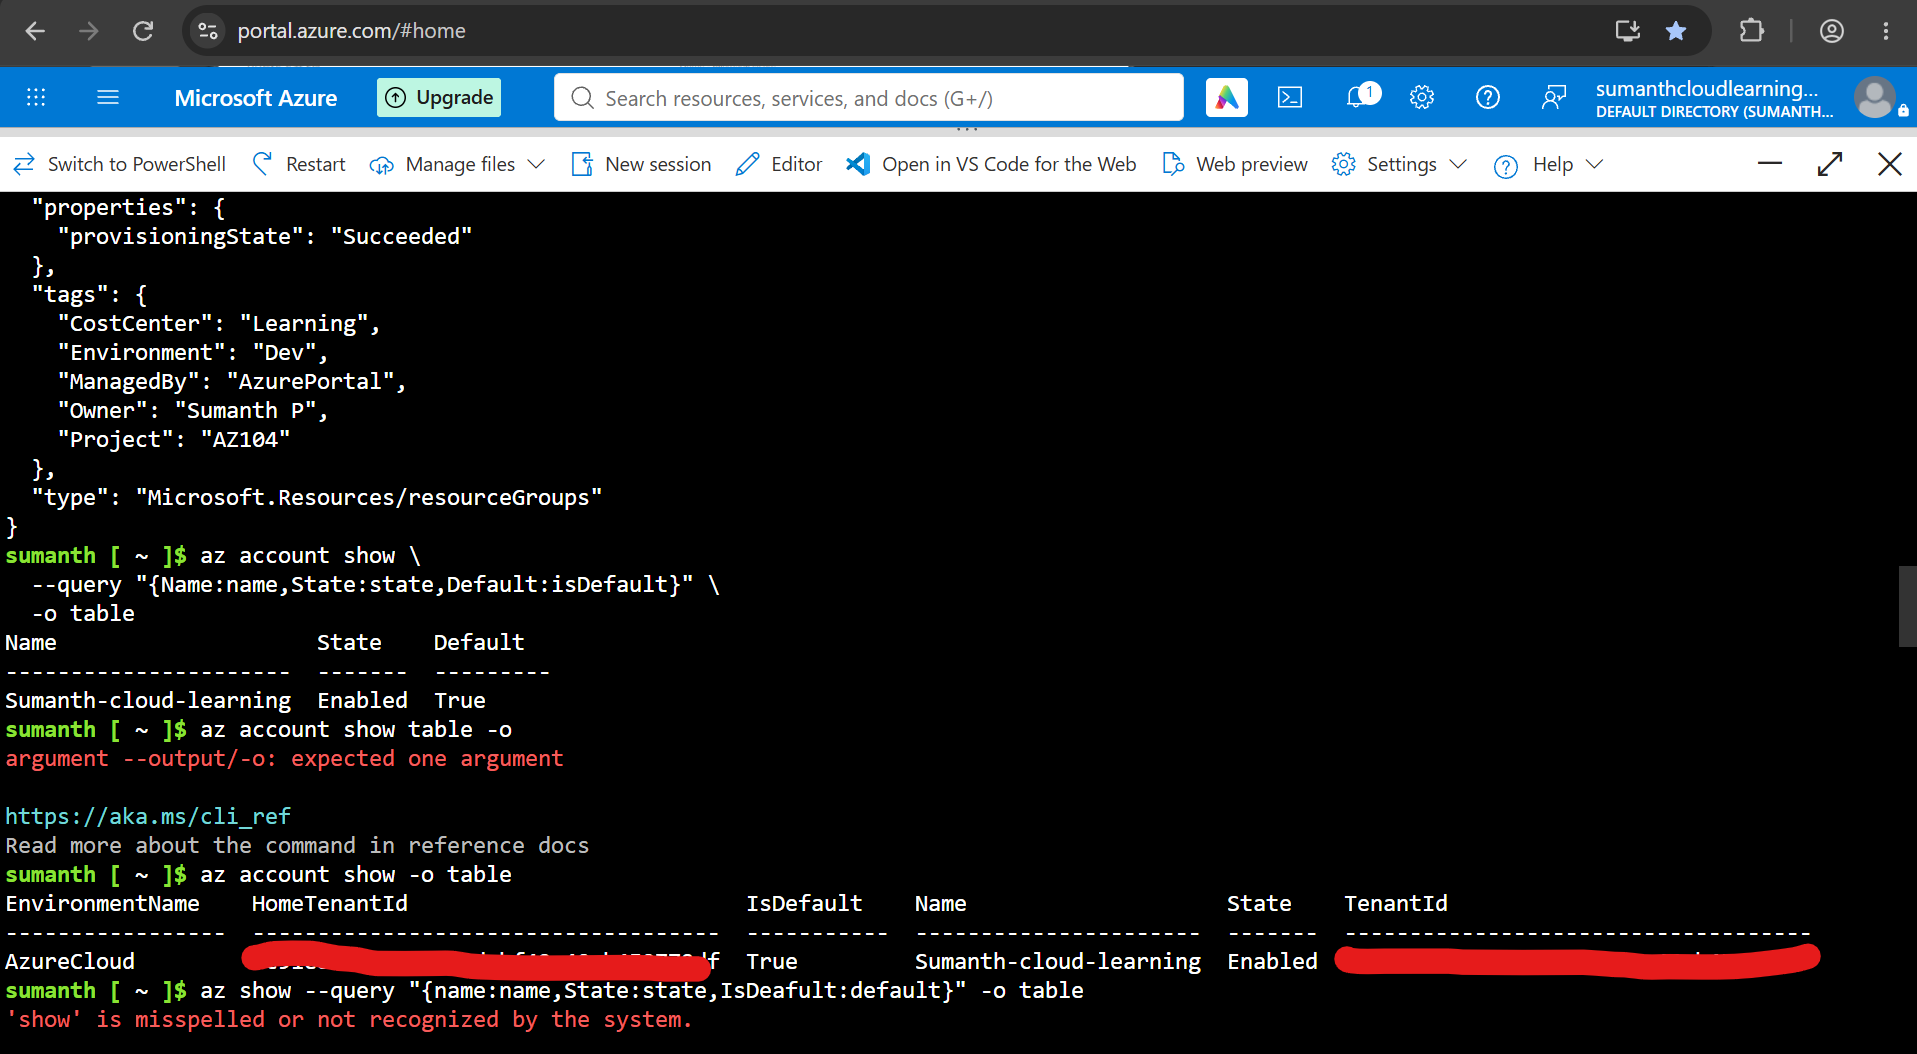 portal.azure.com/#home
Microsoft Azure
Upgrade
Search resources, services, and docs (G+/)
1
sumanthcloudlearning...
DEFAULT DIRECTORY (SUMANTH...
Switch to PowerShell
Restart
Manage files
New session
Editor
Open in VS Code for the Web
Web preview
Settings
Help
"properties": {
"provisioningState": "Succeeded"
},
"tags": {
"CostCenter": "Learning",
"Environment": "Dev",
"ManagedBy": "AzurePortal",
"Owner": "Sumanth P",
"Project": "AZ104"
},
"type": "Microsoft.Resources/resourceGroups"
}
sumanth [ ~ ]$ az account show \
--query "{Name:name,State:state,Default:isDefault}" \
-o table
Name State Default
---------------------- ------- ---------
Sumanth-cloud-learning Enabled True
sumanth [ ~ ]$ az account show table -o
argument --output/-o: expected one argument
https://aka.ms/cli_ref
Read more about the command in reference docs
sumanth [ ~ ]$ az account show -o table
EnvironmentName HomeTenantId IsDefault Name State TenantId
----------------- ------------------------------------ ----------- ---------------------- ------- ------------------------------------
AzureCloud True Sumanth-cloud-learning Enabled
sumanth [ ~ ]$ az show --query "{name:name,State:state,IsDeafult:default}" -o table
'show' is misspelled or not recognized by the system.